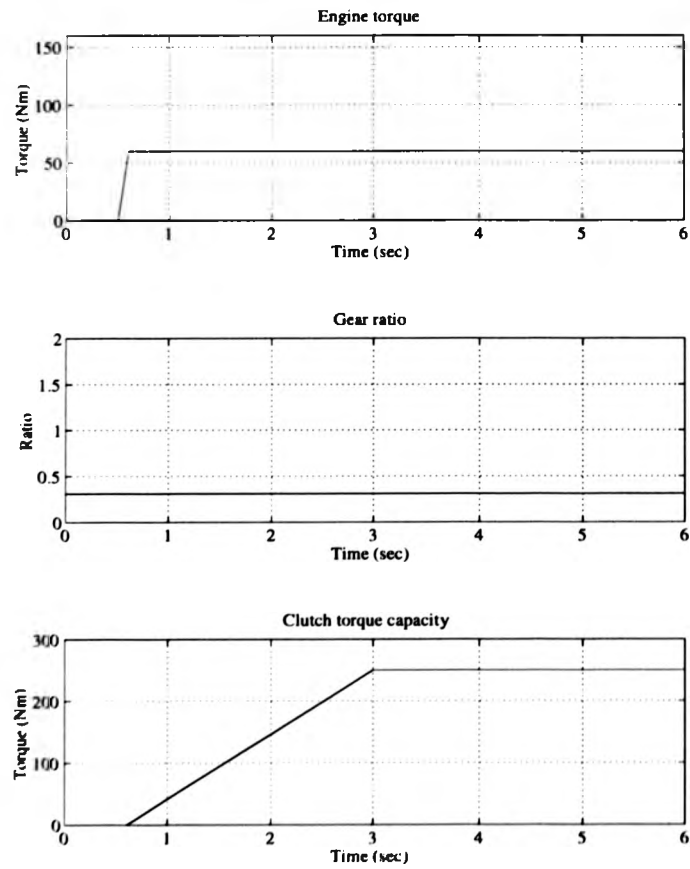 Engine torque
150
100
50
0
Torque (Nm)
0 1 2 3 4 5 6
Time (sec)
Gear ratio
2
1.5
1
0.5
0
Ratio
0 1 2 3 4 5 6
Time (sec)
Clutch torque capacity
300
200
100
0
Torque (Nm)
0 1 2 3 4 5 6
Time (sec)